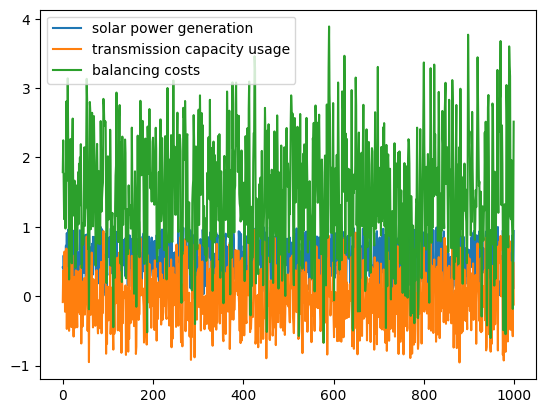 solar power generation
transmission capacity usage
balancing costs
4
3
2
1
0
−1
0 200 400 600 800 1000